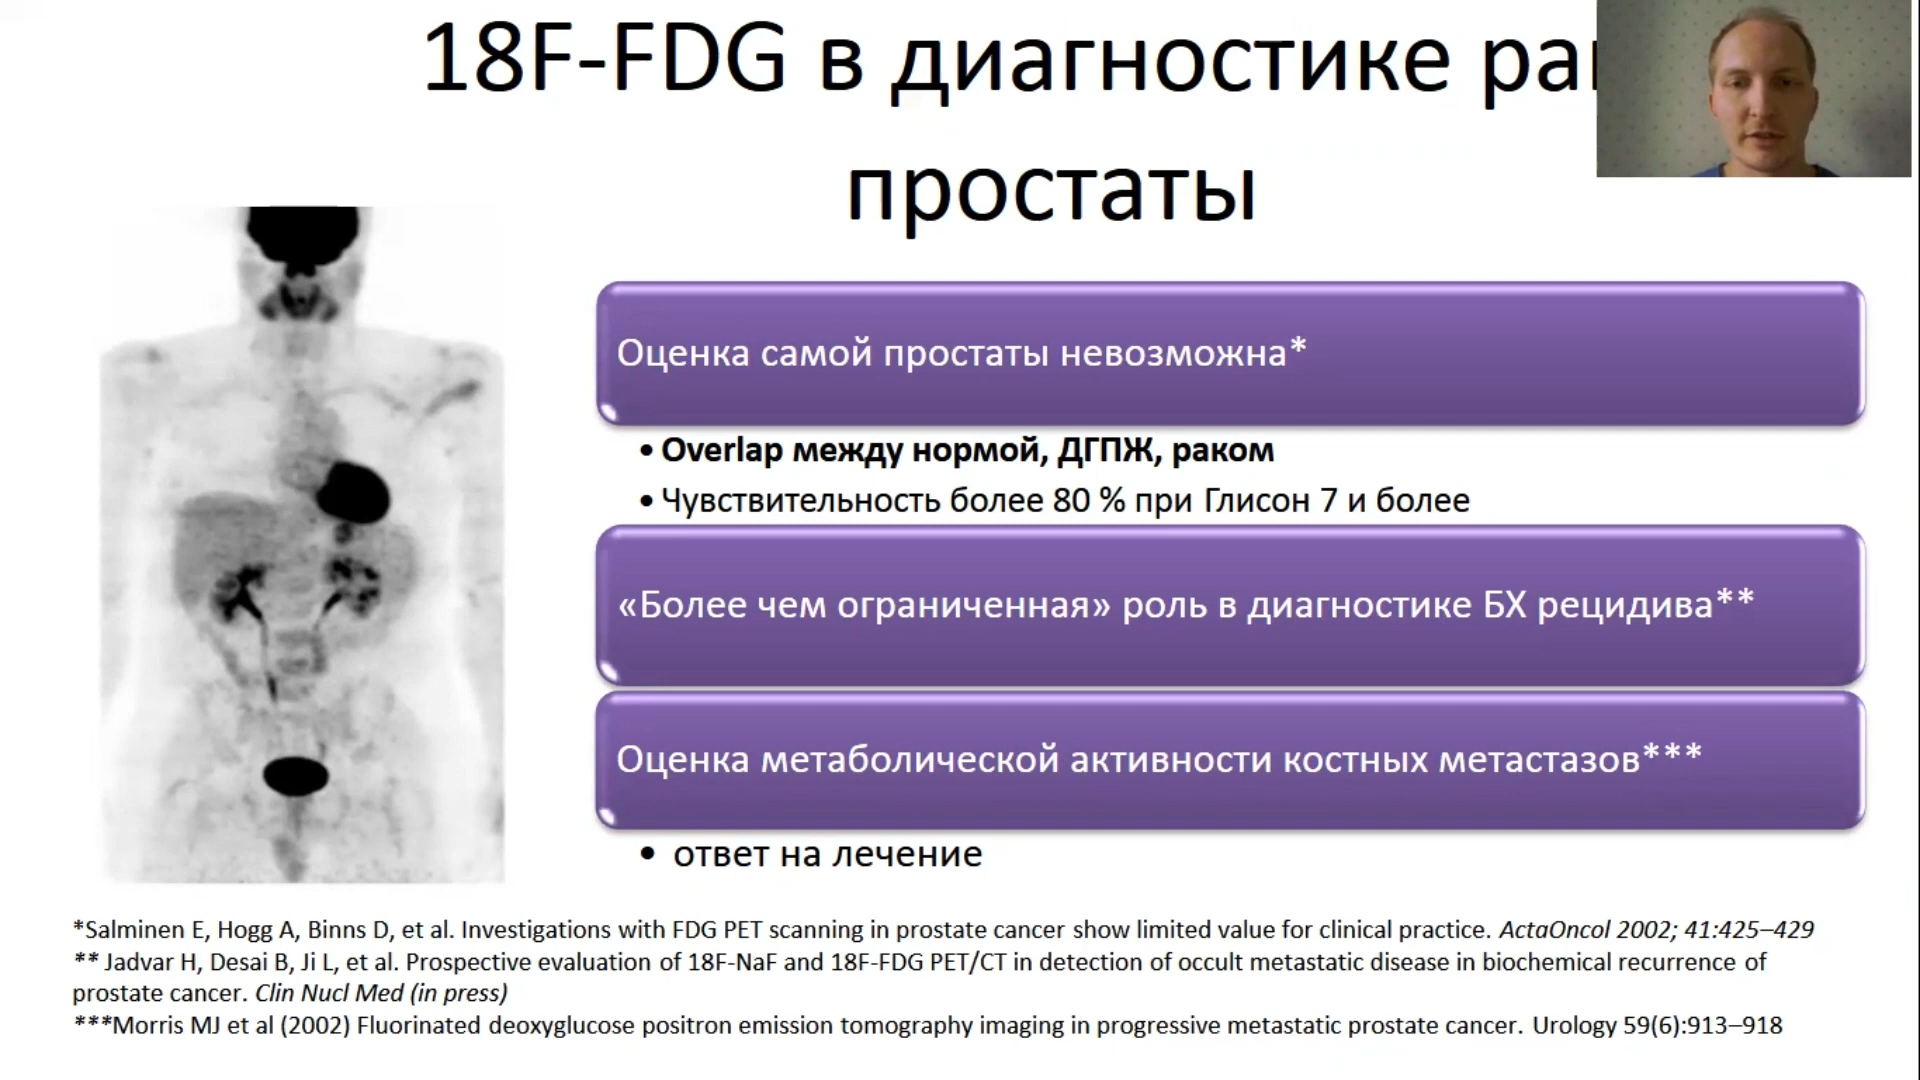 18F-FDG в диагностике
простаты
Оценка самой простаты невозможна*
• Overlap между нормой, ДГПЖ, раком
• Чувствительность более 80 % при Глисон 7 и более
«Более чем ограниченная» роль в диагностике БХ рецидива**
Оценка метаболической активности костных метастазов***
• ответ на лечение
*Salminen E, Hogg A, Binns D, et al. Investigations with FDG PET scanning in prostate cancer show limited value for clinical practice. ActaOncol 2002; 41:425–429
** Jadvar H, Desai B, Ji L, et al. Prospective evaluation of 18F-NaF and 18F-FDG PET/CT in detection of occult metastatic disease in biochemical recurrence of
prostate cancer. Clin Nucl Med (in press)
***Morris MJ et al (2002) Fluorinated deoxyglucose positron emission tomography imaging in progressive metastatic prostate cancer. Urology 59(6):913–918